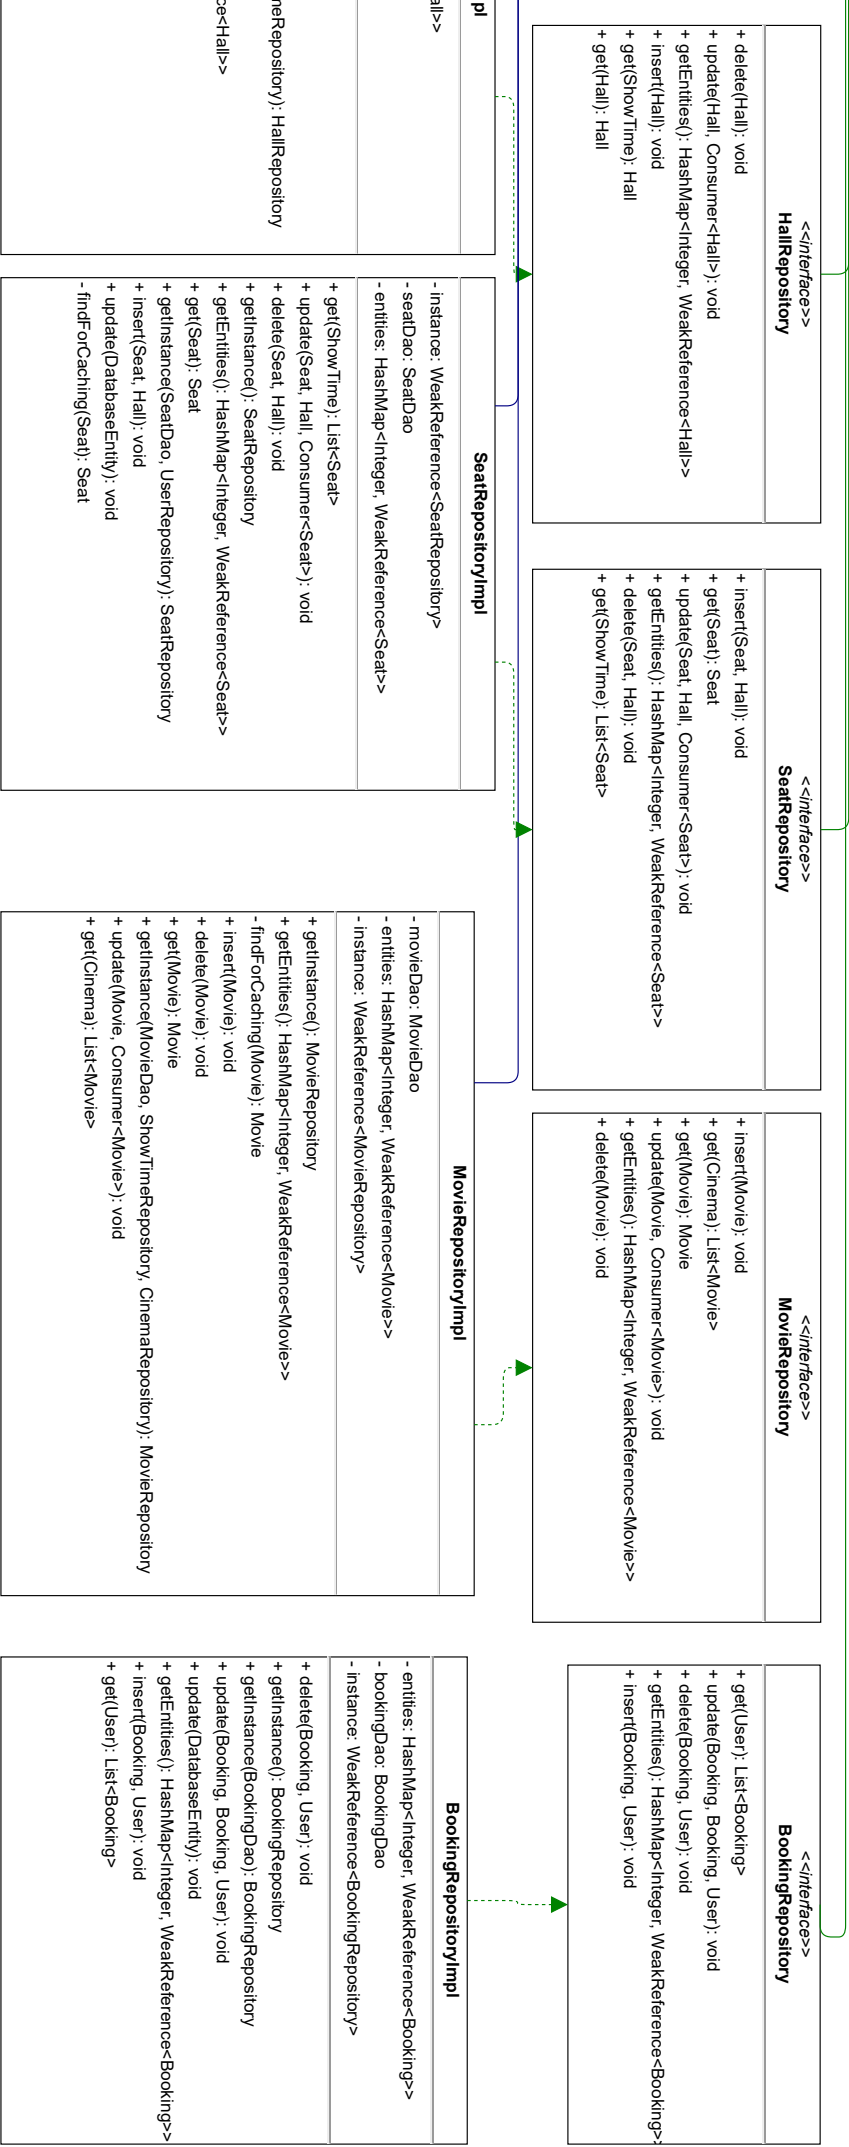 <<interface>>
HallRepository
+ delete(Hall): void
+ update(Hall, Consumer<Hall>): void
+ getEntities(): HashMap<Integer, WeakReference<Hall>>
+ insert(Hall): void
+ get(ShowTime): Hall
+ get(Hall): Hall
<<interface>>
SeatRepository
+ insert(Seat, Hall): void
+ get(Seat): Seat
+ update(Seat, Hall, Consumer<Seat>): void
+ getEntities(): HashMap<Integer, WeakReference<Seat>>
+ delete(Seat, Hall): void
+ get(ShowTime): List<Seat>
<<interface>>
MovieRepository
+ insert(Movie): void
+ get(Cinema): List<Movie>
+ get(Movie): Movie
+ update(Movie, Consumer<Movie>): void
+ getEntities(): HashMap<Integer, WeakReference<Movie>>
+ delete(Movie): void
<<interface>>
BookingRepository
+ get(User): List<Booking>
+ update(Booking, Booking, User): void
+ delete(Booking, User): void
+ getEntities(): HashMap<Integer, WeakReference<Booking>>
+ insert(Booking, User): void
pl
all>>
neRepository): HallRepository
ce<Hall>>
SeatRepositoryImpl
- instance: WeakReference<SeatRepository>
- seatDao: SeatDao
- entities: HashMap<Integer, WeakReference<Seat>>
+ get(ShowTime): List<Seat>
+ update(Seat, Hall, Consumer<Seat>): void
+ delete(Seat, Hall): void
+ getInstance(): SeatRepository
+ getEntities(): HashMap<Integer, WeakReference<Seat>>
+ get(Seat): Seat
+ getInstance(SeatDao, UserRepository): SeatRepository
+ insert(Seat, Hall): void
+ update(DatabaseEntity): void
- findForCaching(Seat): Seat
MovieRepositoryImpl
- movieDao: MovieDao
- entities: HashMap<Integer, WeakReference<Movie>>
- instance: WeakReference<MovieRepository>
+ getInstance(): MovieRepository
+ getEntities(): HashMap<Integer, WeakReference<Movie>>
- findForCaching(Movie): Movie
+ insert(Movie): void
+ delete(Movie): void
+ get(Movie): Movie
+ getInstance(MovieDao, ShowTimeRepository, CinemaRepository): MovieRepository
+ update(Movie, Consumer<Movie>): void
+ get(Cinema): List<Movie>
BookingRepositoryImpl
- entities: HashMap<Integer, WeakReference<Booking>>
- bookingDao: BookingDao
- instance: WeakReference<BookingRepository>
+ delete(Booking, User): void
+ getInstance(): BookingRepository
+ getInstance(BookingDao): BookingRepository
+ update(Booking, Booking, User): void
+ update(DatabaseEntity): void
+ getEntities(): HashMap<Integer, WeakReference<Booking>>
+ insert(Booking, User): void
+ get(User): List<Booking>